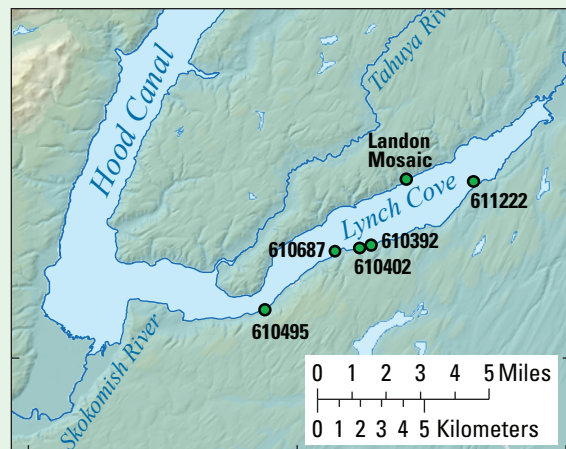 Hood Canal
Tahuya River
Landon
Mosaic
Lynch Cove
611222
610392
610687
610402
610495
Skokomish River
0 1 2 3 4 5 Miles
0 1 2 3 4 5 Kilometers